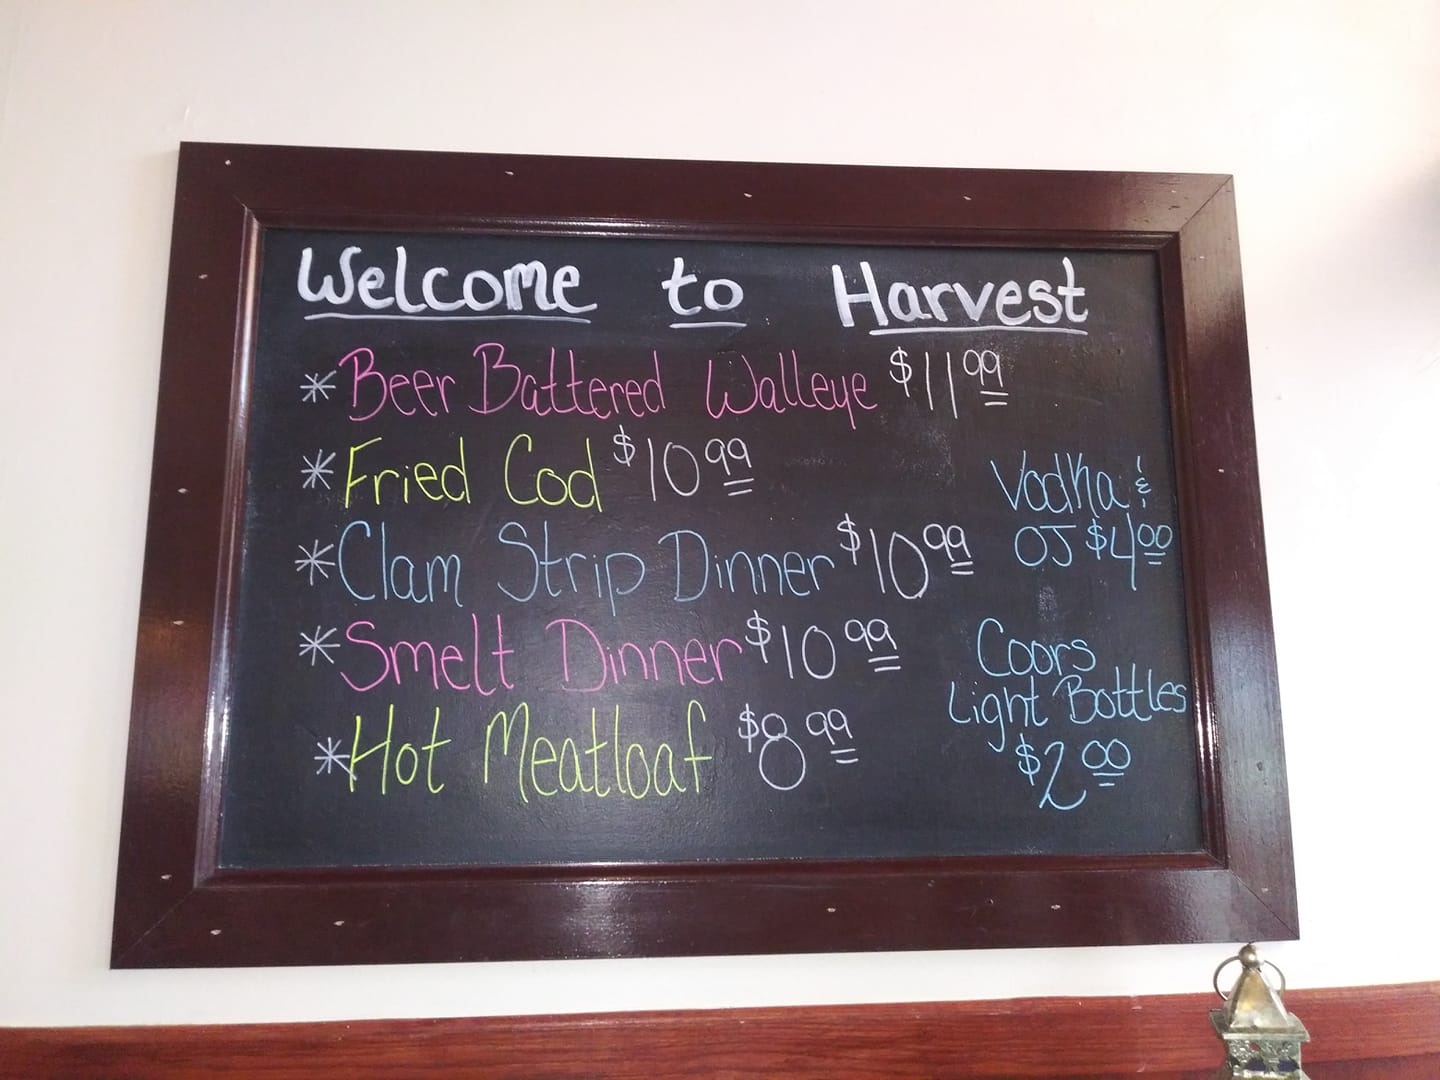 Welcome to Harvest
* Beer Battered Walleye $11.99
* Fried Cod $10.99
* Clam Strip Dinner $10.99
* Smelt Dinner $10.99
* Hot Meatloaf $8.99
Vodka &
OJ $4.00
Coors
Light Bottles
$2.00